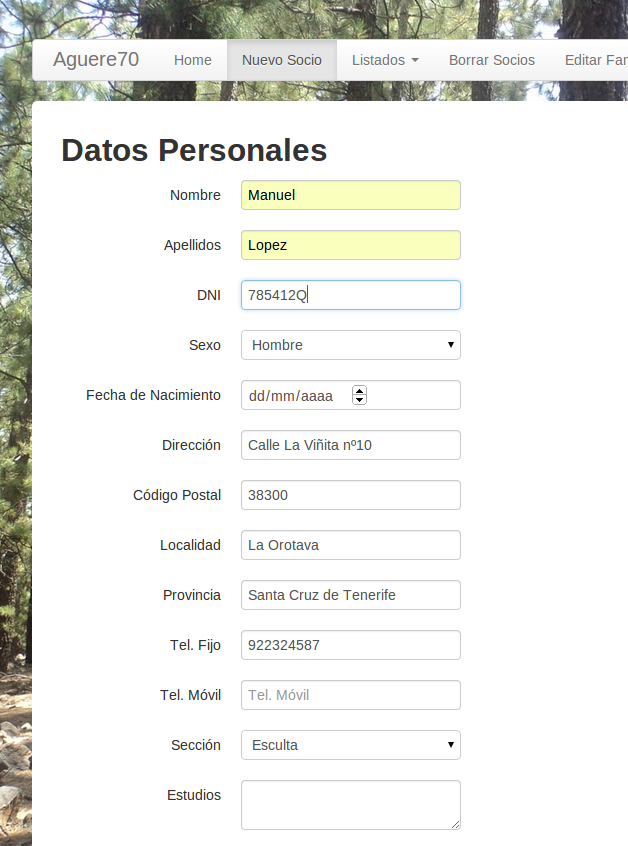 Aguere70 Home Nuevo Socio Listados Borrar Socios Editar Fam
Datos Personales
Nombre Manuel
Apellidos Lopez
DNI 785412Q
Sexo Hombre
Fecha de Nacimiento dd/mm/aaaa
Dirección Calle La Viñita nº10
Código Postal 38300
Localidad La Orotava
Provincia Santa Cruz de Tenerife
Tel. Fijo 922324587
Tel. Móvil Tel. Móvil
Sección Esculta
Estudios